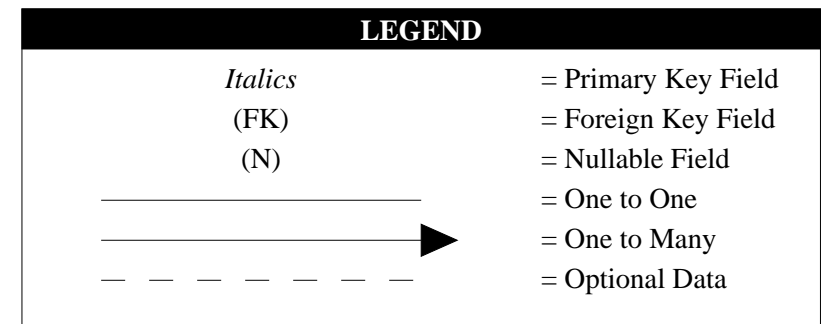 LEGEND
Italics = Primary Key Field
(FK) = Foreign Key Field
(N) = Nullable Field
= One to One
= One to Many
= Optional Data